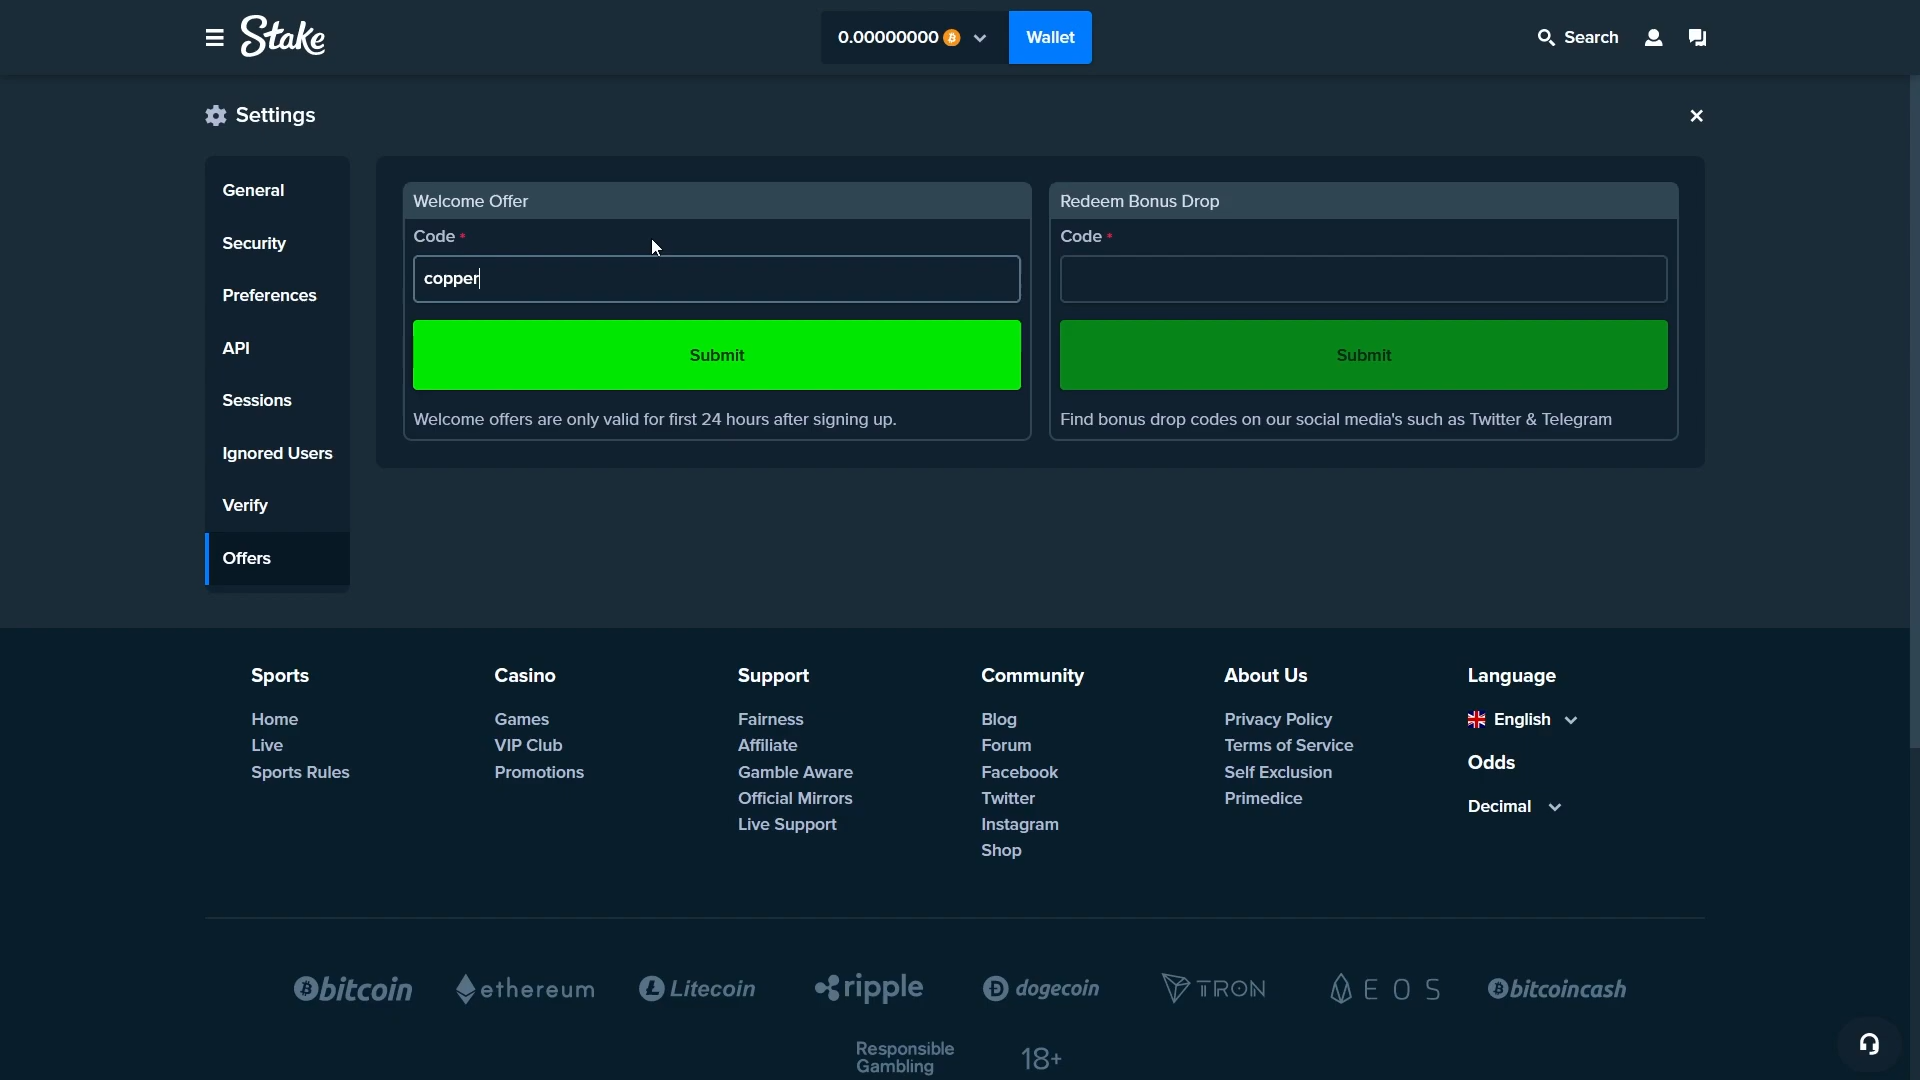 Stake
0.00000000
Wallet
Search
Settings
General
Security
Preferences
API
Sessions
Ignored Users
Verify
Offers
Welcome Offer
Code *
copper
Submit
Welcome offers are only valid for first 24 hours after signing up.
Redeem Bonus Drop
Code *
Submit
Find bonus drop codes on our social media's such as Twitter & Telegram
Sports
Home
Live
Sports Rules
Casino
Games
VIP Club
Promotions
Support
Fairness
Affiliate
Gamble Aware
Official Mirrors
Live Support
Community
Blog
Forum
Facebook
Twitter
Instagram
Shop
About Us
Privacy Policy
Terms of Service
Self Exclusion
Primedice
Language
English
Odds
Decimal
bitcoin
ethereum
Litecoin
ripple
dogecoin
TRON
EOS
bitcoincash
Responsible
Gambling
18+